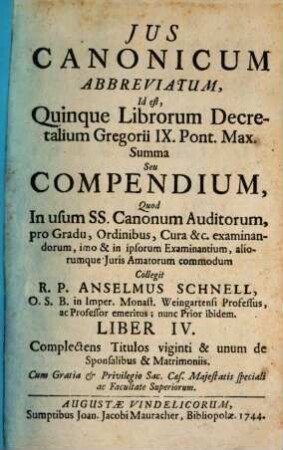 JUS
CANONICUM
ABBREVIATUM,
Id est,
Quinque Librorum Decre-
talium Gregorii IX. Pont. Max.
Summa
Seu
COMPENDIUM,
Quod
In usum SS. Canonum Auditorum,
pro Gradu, Ordinibus, Cura &c. examinan-
dorum, imo & in ipsorum Examinantium, alio-
rumque Juris Amatorum commodum
Collegit
R. P. ANSELMUS SCHNELL,
O. S. B. in Imper. Monast. Weingartensi Professus,
ac Professor emeritus; nunc Prior ibidem.
LIBER IV.
Complectens Titulos viginti & unum de
Sponsalibus & Matrimoniis.
Cum Gratia & Privilegio Sac. Cæs. Majestatis speciali
ac Facultate Superiorum.
AUGUSTÆ VINDELICORUM,
Sumptibus Joan. Jacobi Mauracher, Bibliopolæ. 1744.